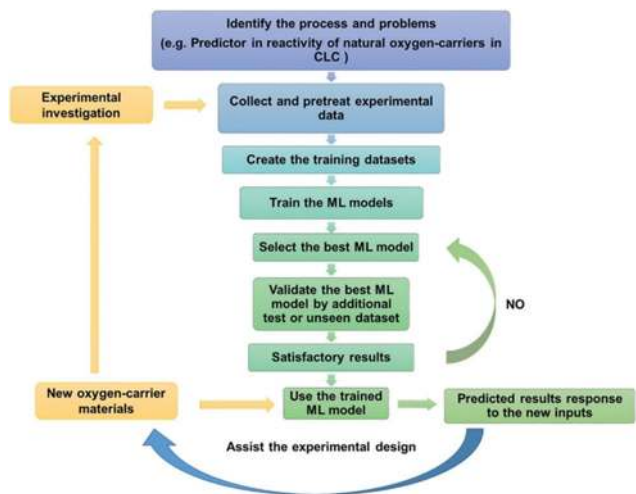 Identify the process and problems
(e.g. Predictor in reactivity of natural oxygen-carriers in
CLC )
Experimental
investigation
Collect and pretreat experimental
data
Create the training datasets
Train the ML models
Select the best ML model
Validate the best ML
model by additional
test or unseen dataset
NO
Satisfactory results
New oxygen-carrier
materials
Use the trained
ML model
Predicted results response
to the new inputs
Assist the experimental design